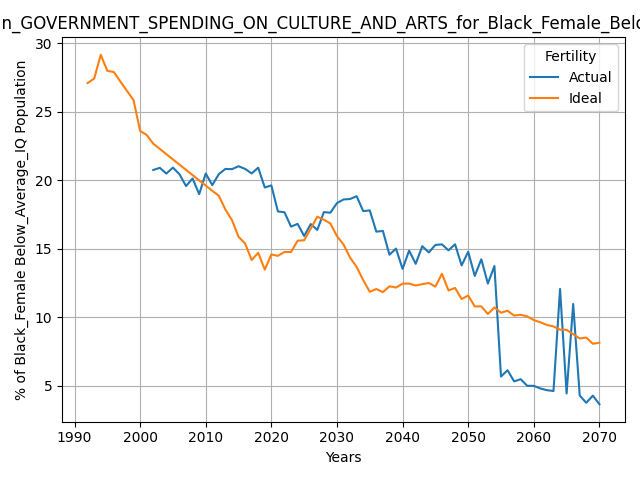 n_GOVERNMENT_SPENDING_ON_CULTURE_AND_ARTS_for_Black_Female_Belo
% of Black_Female Below_Average_IQ Population
30
25
20
15
10
5
Fertility
Actual
Ideal
1990 2000 2010 2020 2030 2040 2050 2060 2070
Years